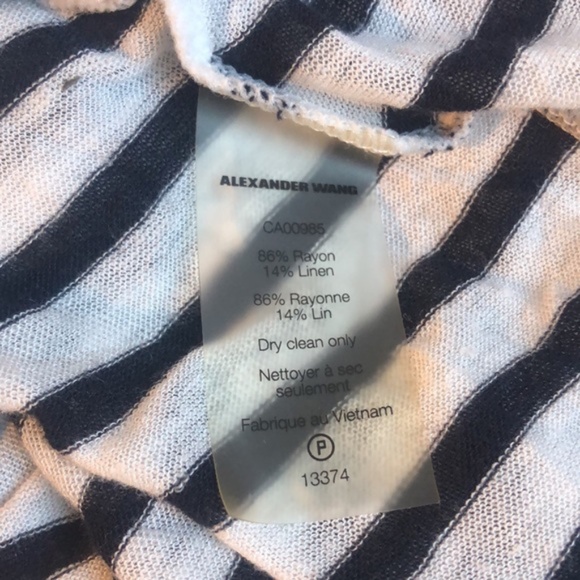 ALEXANDER WANG
CA00985
86% Rayon
14% Linen
86% Rayonne
14% Lin
Dry clean only
Nettoyer à sec
seulement
Fabrique au Vietnam
P
13374